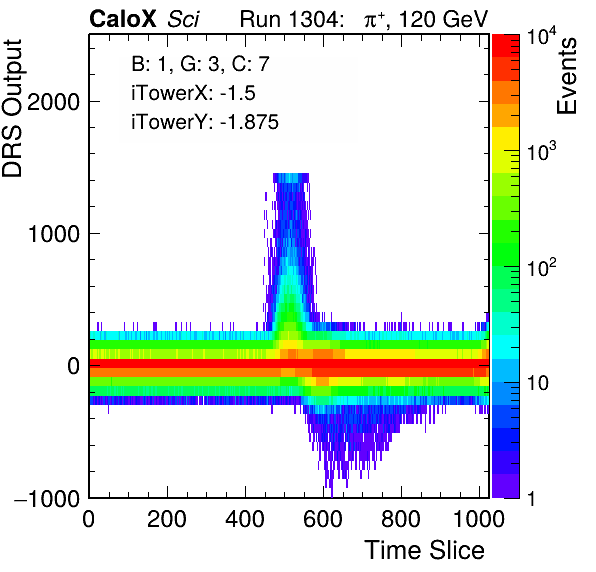 CaloX Sci Run 1304: π⁺, 120 GeV
B: 1, G: 3, C: 7
iTowerX: -1.5
iTowerY: -1.875
DRS Output
2000
1000
0
−1000
0 200 400 600 800 1000
Time Slice
Events
10⁴
10³
10²
10
1